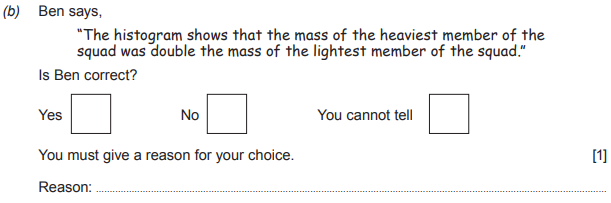 (b) Ben says,
"The histogram shows that the mass of the heaviest member of the
squad was double the mass of the lightest member of the squad."
Is Ben correct?
Yes No You cannot tell
You must give a reason for your choice. [1]
Reason: ........................................................................................................................